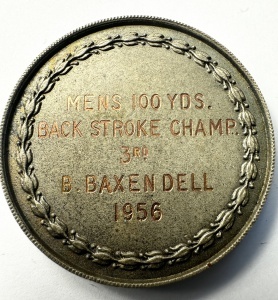 MENS 100 YDS.
BACK STROKE CHAMP.
3RD
B. BAXENDELL
1956